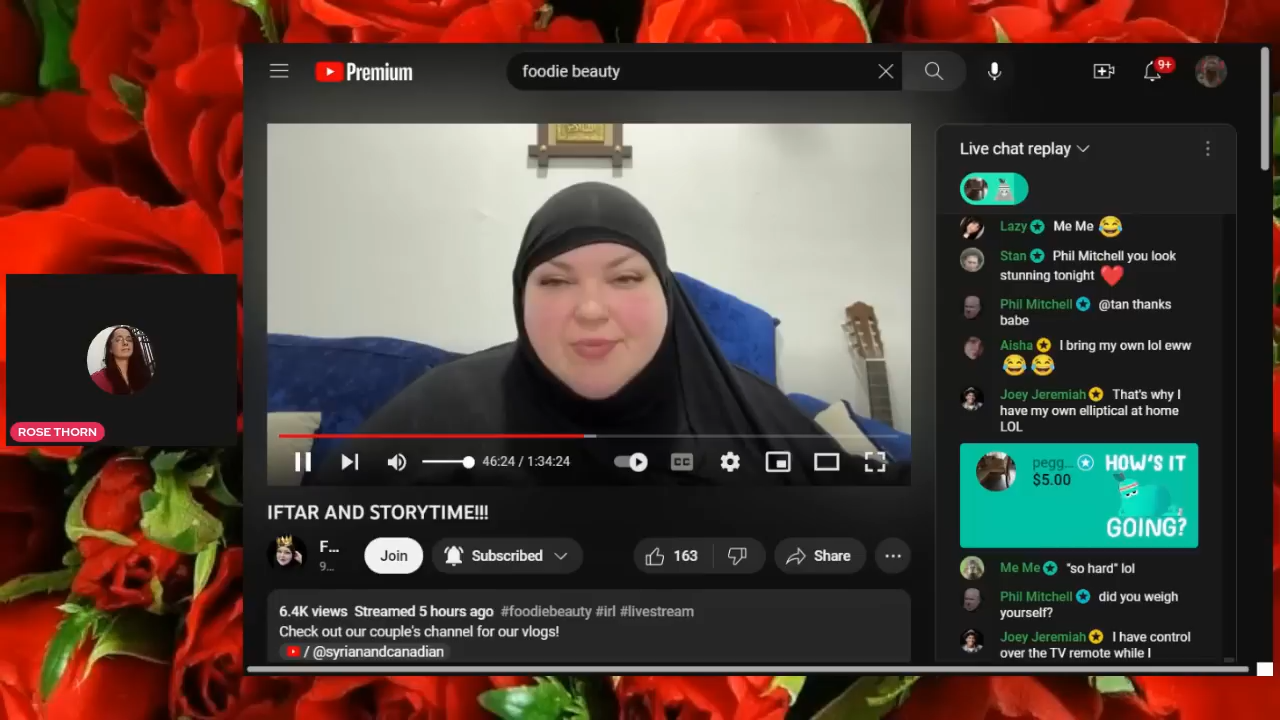 Premium
foodie beauty
9+
Live chat replay
Lazy Me Me 😂
Stan Phil Mitchell you look
stunning tonight ❤️
Phil Mitchell @tan thanks
babe
Aisha I bring my own lol eww
😂😂
Joey Jeremiah That's why I
have my own elliptical at home
LOL
pegg...
$5.00
HOW'S IT
GOING?
Me Me "so hard" lol
Phil Mitchell did you weigh
yourself?
Joey Jeremiah I have control
over the TV remote while I
ROSE THORN
46:24 / 1:34:24
CC
IFTAR AND STORYTIME!!!
F...
9...
Join
Subscribed
163
Share
6.4K views Streamed 5 hours ago #foodiebeauty #irl #livestream
Check out our couple's channel for our vlogs!
/ @syrianandcanadian